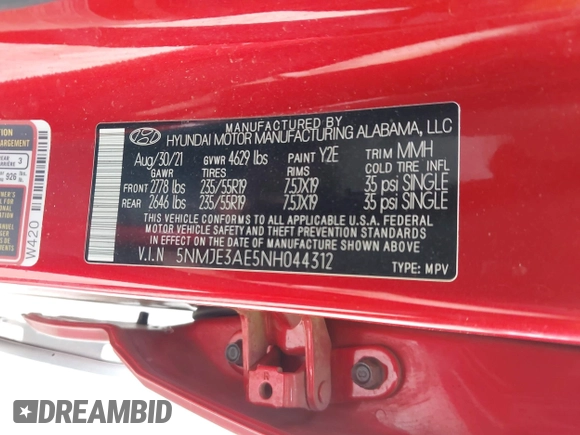 MANUFACTURED BY
HYUNDAI MOTOR MANUFACTURING ALABAMA, LLC
Aug/30/21 GVWR 4629 lbs PAINT Y2E TRIM MMH
GAWR TIRES RIMS COLD TIRE INFL
FRONT 2778 lbs 235/55R19 7.5JX19 35 psi SINGLE
REAR 2646 lbs 235/55R19 7.5JX19 35 psi SINGLE
THIS VEHICLE CONFORMS TO ALL APPLICABLE U.S.A. FEDERAL
MOTOR VEHICLE SAFETY AND THEFT PREVENTION STANDARDS
IN EFFECT ON THE DATE OF MANUFACTURE SHOWN ABOVE.
V.I.N 5NMJE3AE5NH044312
TYPE: MPV
3
926
W420
DREAMBID